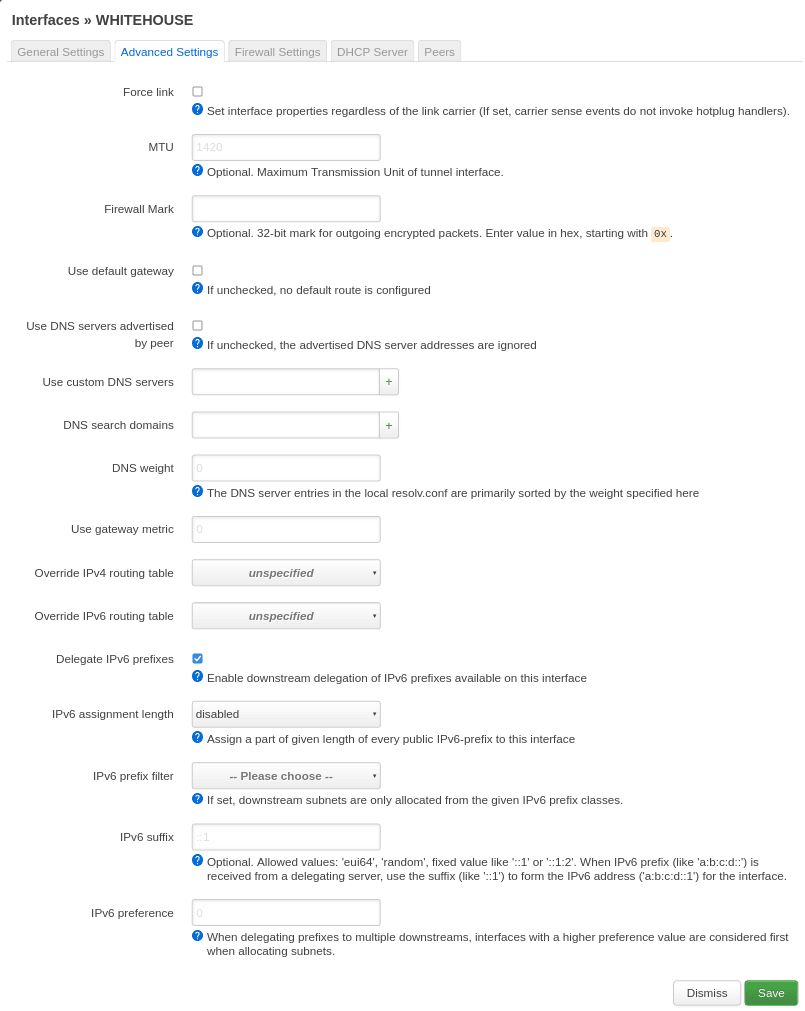 Interfaces » WHITEHOUSE
General Settings Advanced Settings Firewall Settings DHCP Server Peers
Force link
Set interface properties regardless of the link carrier (If set, carrier sense events do not invoke hotplug handlers).
MTU 1420
Optional. Maximum Transmission Unit of tunnel interface.
Firewall Mark
Optional. 32-bit mark for outgoing encrypted packets. Enter value in hex, starting with 0x.
Use default gateway
If unchecked, no default route is configured
Use DNS servers advertised
by peer
If unchecked, the advertised DNS server addresses are ignored
Use custom DNS servers +
DNS search domains +
DNS weight 0
The DNS server entries in the local resolv.conf are primarily sorted by the weight specified here
Use gateway metric 0
Override IPv4 routing table unspecified
Override IPv6 routing table unspecified
Delegate IPv6 prefixes
Enable downstream delegation of IPv6 prefixes available on this interface
IPv6 assignment length disabled
Assign a part of given length of every public IPv6-prefix to this interface
IPv6 prefix filter -- Please choose --
If set, downstream subnets are only allocated from the given IPv6 prefix classes.
IPv6 suffix ::1
Optional. Allowed values: 'eui64', 'random', fixed value like '::1' or '::1:2'. When IPv6 prefix (like 'a:b:c:d::') is
received from a delegating server, use the suffix (like '::1') to form the IPv6 address ('a:b:c:d::1') for the interface.
IPv6 preference 0
When delegating prefixes to multiple downstreams, interfaces with a higher preference value are considered first
when allocating subnets.
Dismiss Save